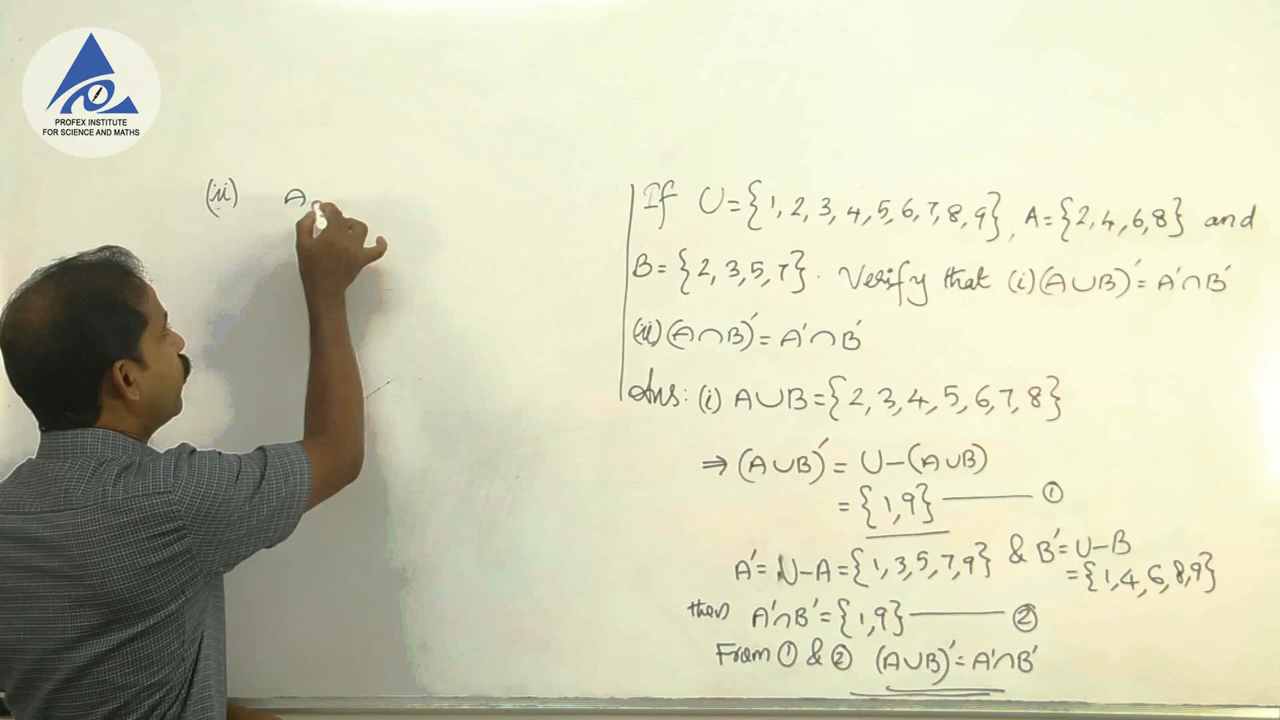 PROFEX INSTITUTE
FOR SCIENCE AND MATHS
(ii) A
If U={1, 2, 3, 4, 5, 6, 7, 8, 9}, A={2, 4, 6, 8} and
B={2, 3, 5, 7}. Verify that (i)(A∪B)′=A′∩B′
(ii)(A∩B)′=A′∩B′
Ans: (i) A∪B={2, 3, 4, 5, 6, 7, 8}
⇒(A∪B)′=U-(A∪B)
={1, 9} ——— ①
A′=U-A={1, 3, 5, 7, 9} & B′=U-B
={1, 4, 6, 8, 9}
then A′∩B′={1, 9} ——— ②
From ① & ② (A∪B)′=A′∩B′